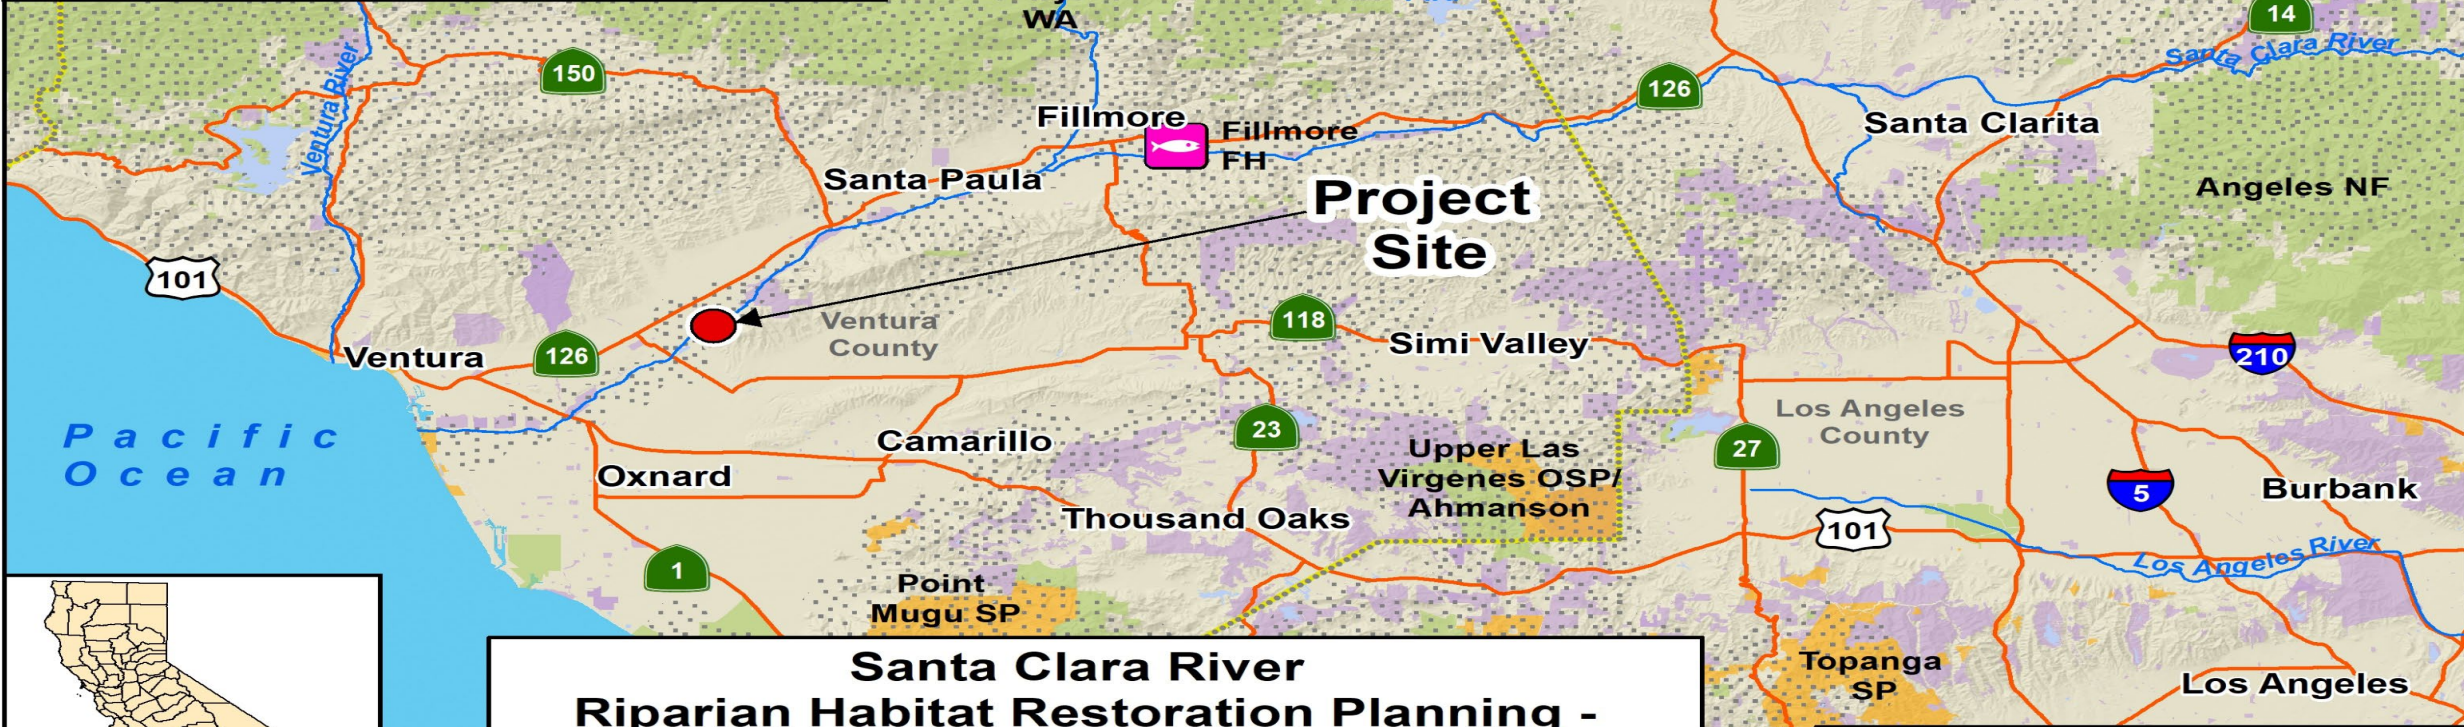 WA
14
Santa Clara River
150
Ventura River
126
Fillmore
Fillmore
FH
Santa Clarita
Santa Paula
Angeles NF
Project
Site
101
Ventura
County
118
Simi Valley
Ventura
126
210
Los Angeles
County
Pacific
Ocean
23
27
Camarillo
Upper Las
Virgenes OSP/
Ahmanson
Oxnard
5
Burbank
Thousand Oaks
101
Los Angeles River
1
Point
Mugu SP
Topanga
SP
Los Angeles
Santa Clara River
Riparian Habitat Restoration Planning -